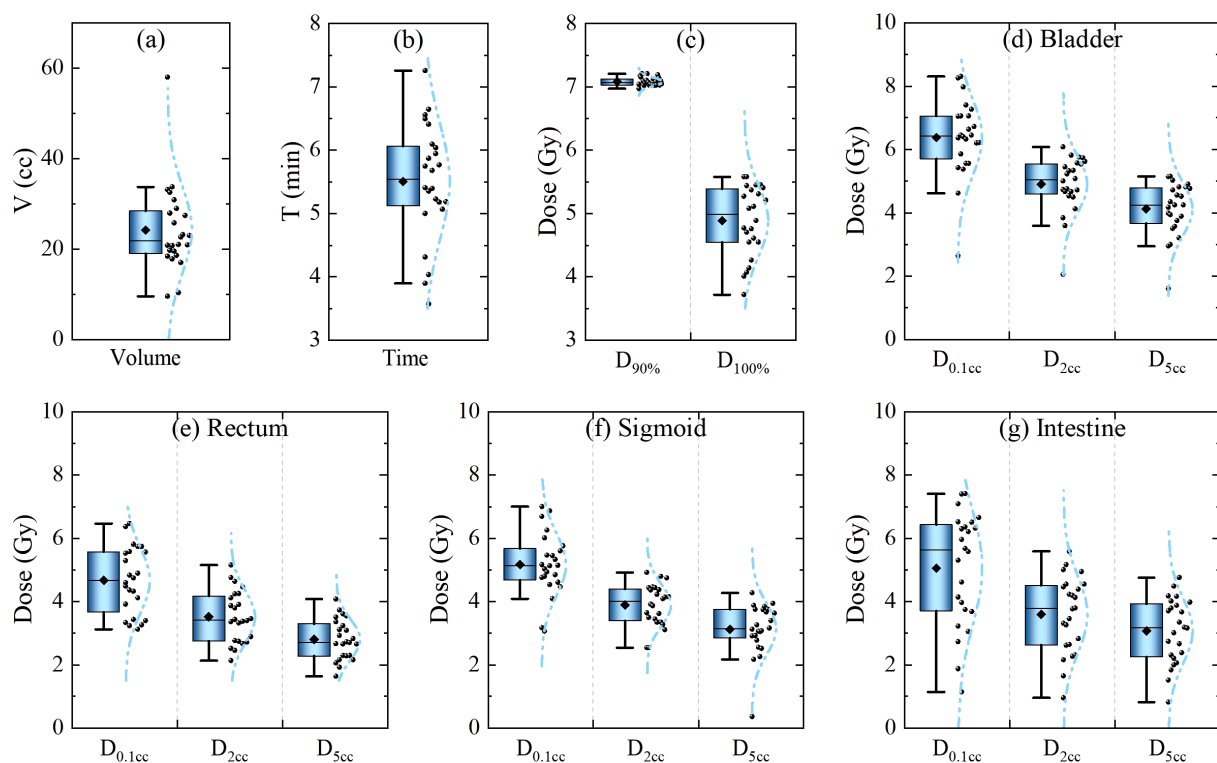 (a)
V (cc)
60
40
20
0
Volume
(b)
T (min)
8
7
6
5
4
3
Time
(c)
Dose (Gy)
8
7
6
5
4
3
D90%
D100%
(d) Bladder
Dose (Gy)
10
8
6
4
2
0
D0.1cc
D2cc
D5cc
(e) Rectum
Dose (Gy)
10
8
6
4
2
0
D0.1cc
D2cc
D5cc
(f) Sigmoid
Dose (Gy)
10
8
6
4
2
0
D0.1cc
D2cc
D5cc
(g) Intestine
Dose (Gy)
10
8
6
4
2
0
D0.1cc
D2cc
D5cc